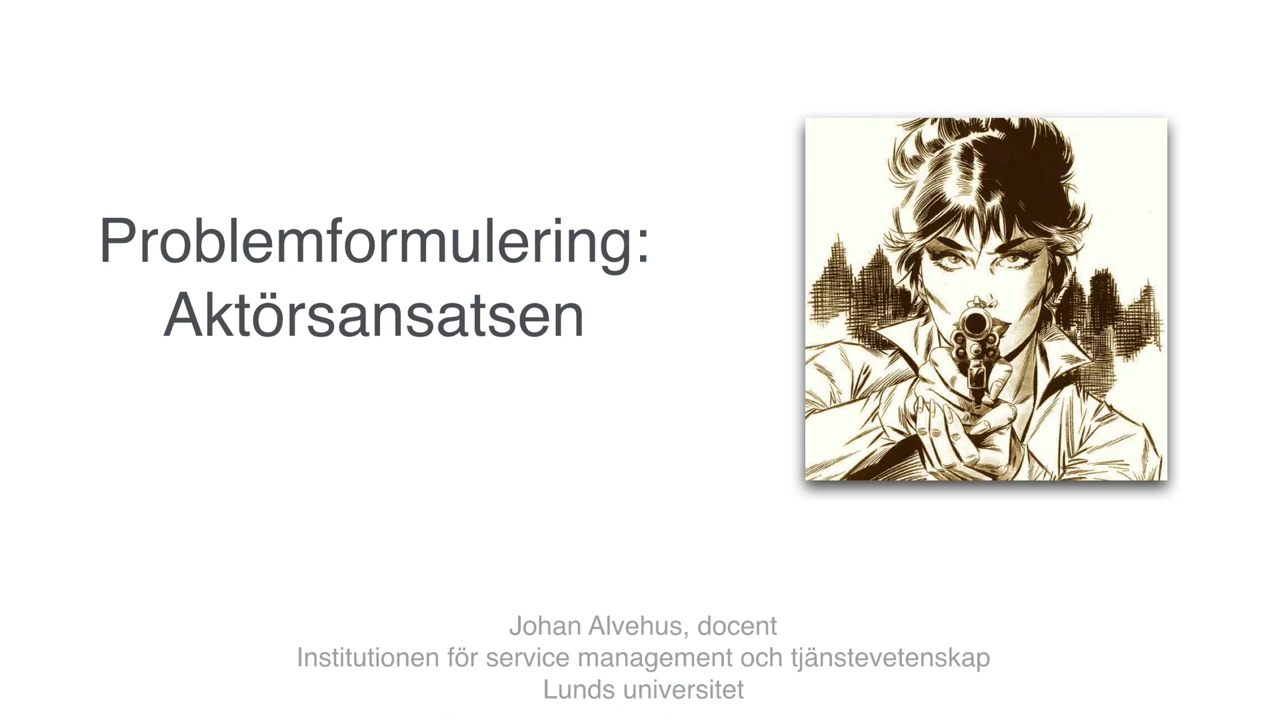 Problemformulering:
Aktörsansatsen
Johan Alvehus, docent
Institutionen för service management och tjänstevetenskap
Lunds universitet